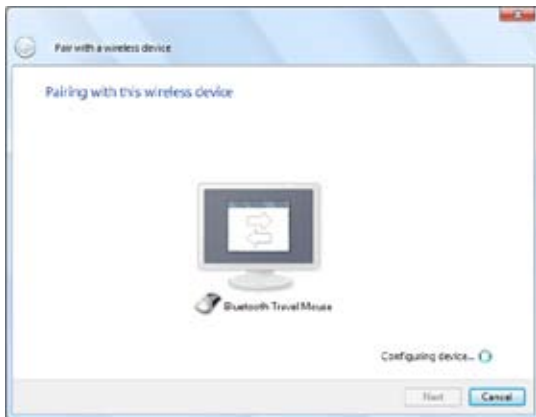 Pair with a wireless device
Pairing with this wireless device
Bluetooth Travel Mouse
Configuring device...
Next
Cancel